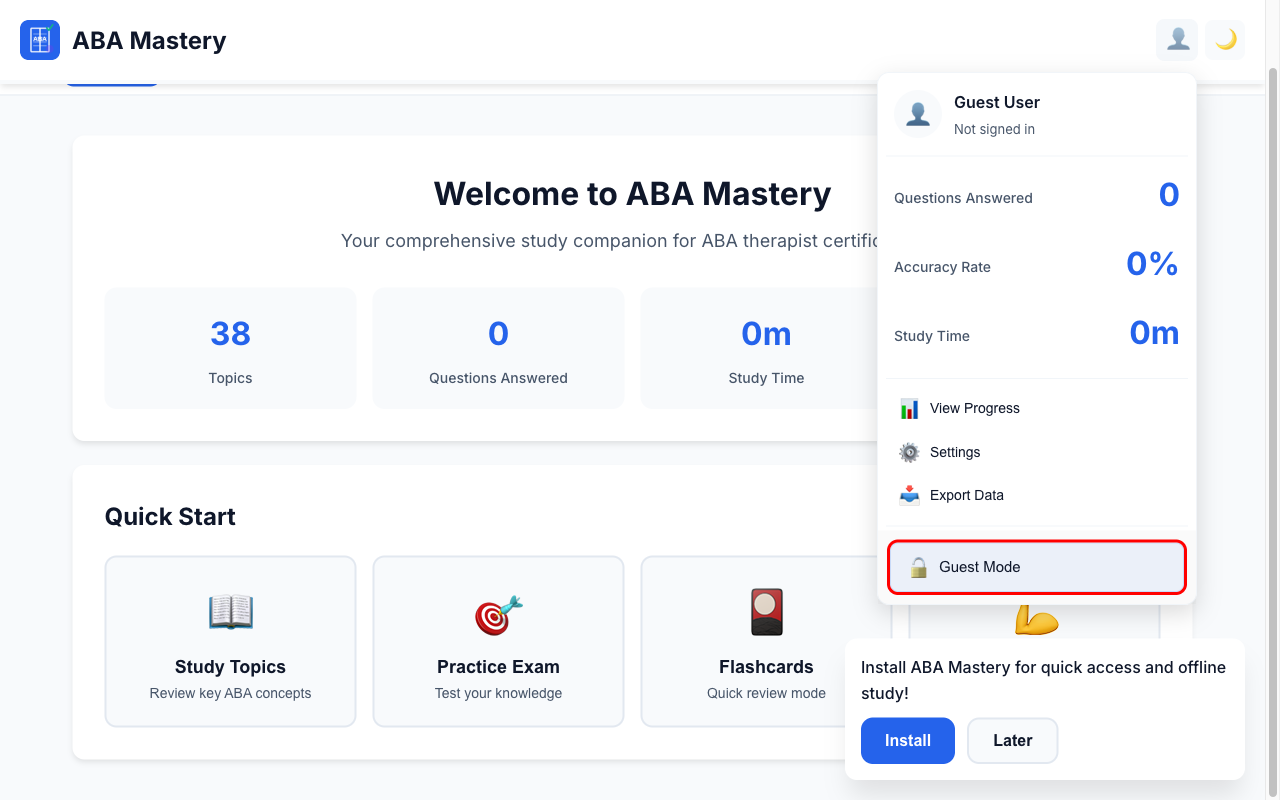 ABA
ABA Mastery
Guest User
Not signed in
Questions Answered
0
Accuracy Rate
0%
Study Time
0m
View Progress
Settings
Export Data
Guest Mode
Welcome to ABA Mastery
Your comprehensive study companion for ABA therapist
38
Topics
0
Questions Answered
0m
Study Time
Quick Start
Study Topics
Review key ABA concepts
Practice Exam
Test your knowledge
Flashcards
Quick review mode
Install ABA Mastery for quick access and offline
study!
Install
Later